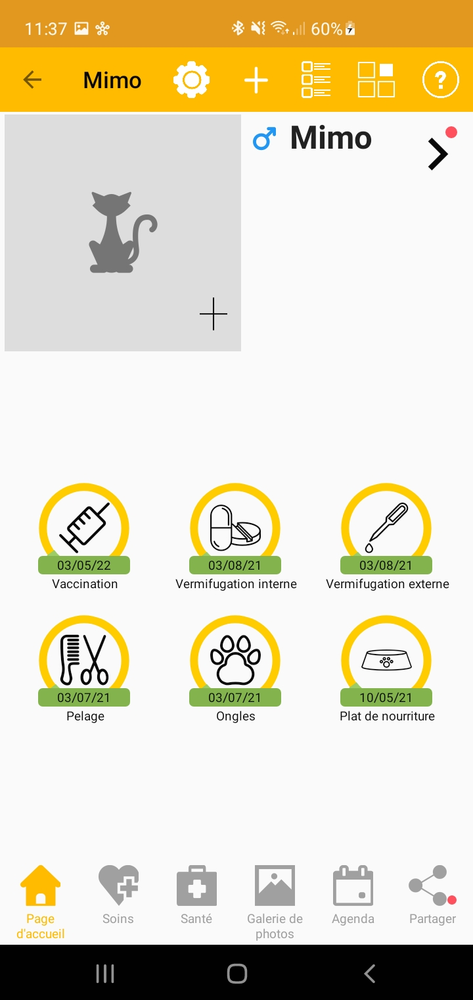 11:37
60%
Mimo
?
Mimo
03/05/22
Vaccination
03/08/21
Vermifugation interne
03/08/21
Vermifugation externe
03/07/21
Pelage
03/07/21
Ongles
10/05/21
Plat de nourriture
Page
d'accueil
Soins
Santé
Galerie de
photos
Agenda
Partager